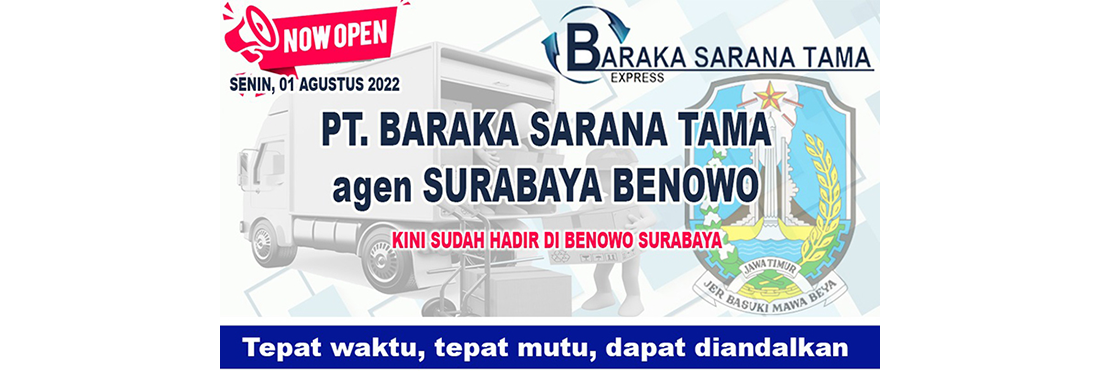 NOW OPEN
SENIN, 01 AGUSTUS 2022
BARAKA SARANA TAMA
EXPRESS
PT. BARAKA SARANA TAMA
agen SURABAYA BENOWO
KINI SUDAH HADIR DI BENOWO SURABAYA
JAWA TIMUR
JER BASUKI MAWA BEYA
Tepat waktu, tepat mutu, dapat diandalkan